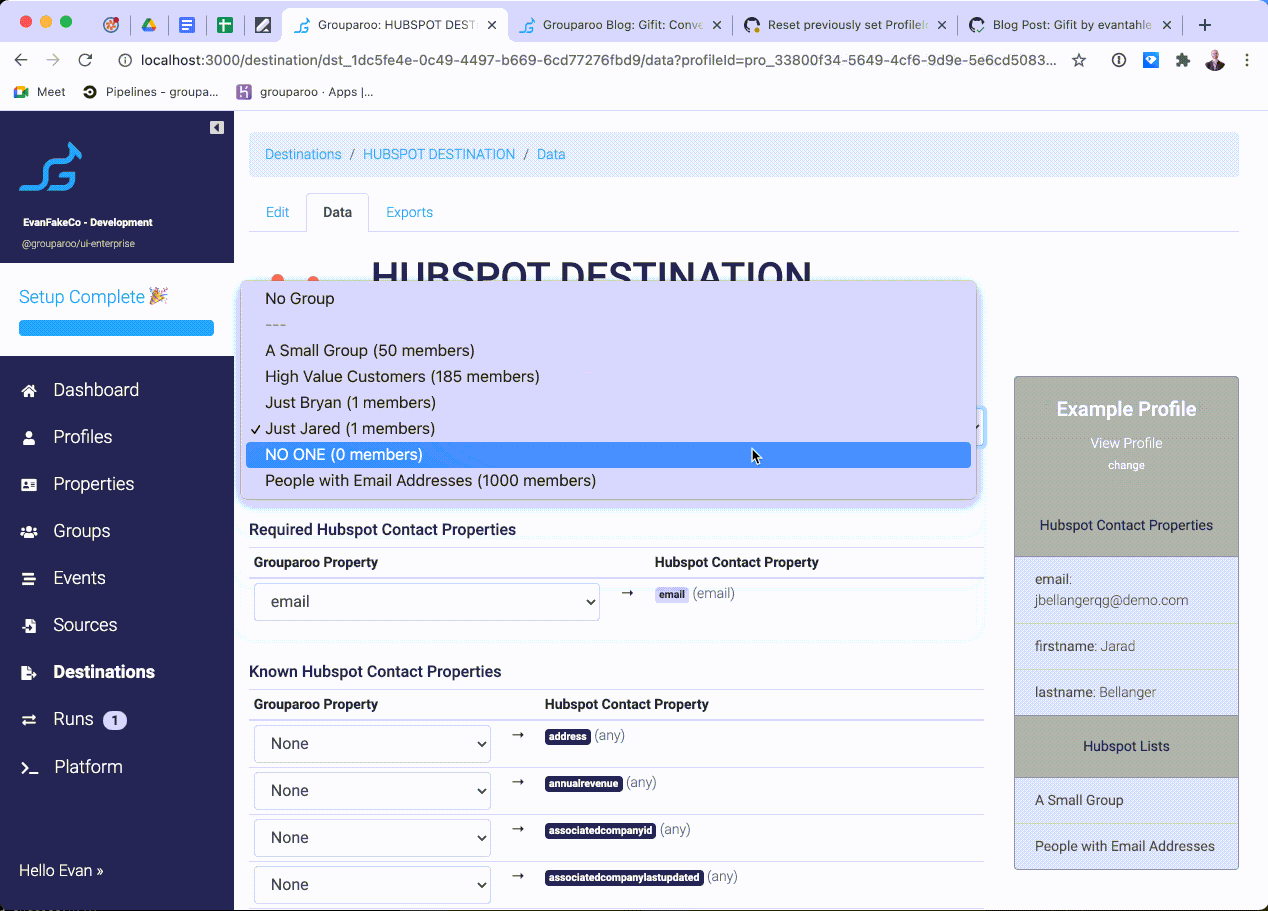 Grouparoo: HUBSPOT DEST
Grouparoo Blog: Gifit: Conve
Reset previously set ProfileI
Blog Post: Gifit by evantahle
localhost:3000/destination/dst_1dc5fe4e-0c49-4497-b669-6cd77276fbd9/data?profileId=pro_33800f34-5649-4cf6-9d9e-5e6cd5083...
Meet
Pipelines - groupa...
grouparoo · Apps |...
EvanFakeCo - Development
@grouparoo/ui-enterprise
Setup Complete 🎉
Dashboard
Profiles
Properties
Groups
Events
Sources
Destinations
Runs 1
Platform
Hello Evan »
Destinations / HUBSPOT DESTINATION / Data
Edit
Data
Exports
HUBSPOT DESTINATION
No Group
---
A Small Group (50 members)
High Value Customers (185 members)
Just Bryan (1 members)
✓ Just Jared (1 members)
NO ONE (0 members)
People with Email Addresses (1000 members)
Required Hubspot Contact Properties
Grouparoo Property Hubspot Contact Property
email → email (email)
Known Hubspot Contact Properties
Grouparoo Property Hubspot Contact Property
None → address (any)
None → annualrevenue (any)
None → associatedcompanyid (any)
None → associatedcompanylastupdated (any)
Example Profile
View Profile
change
Hubspot Contact Properties
email:
jbellangerqg@demo.com
firstname: Jarad
lastname: Bellanger
Hubspot Lists
A Small Group
People with Email Addresses